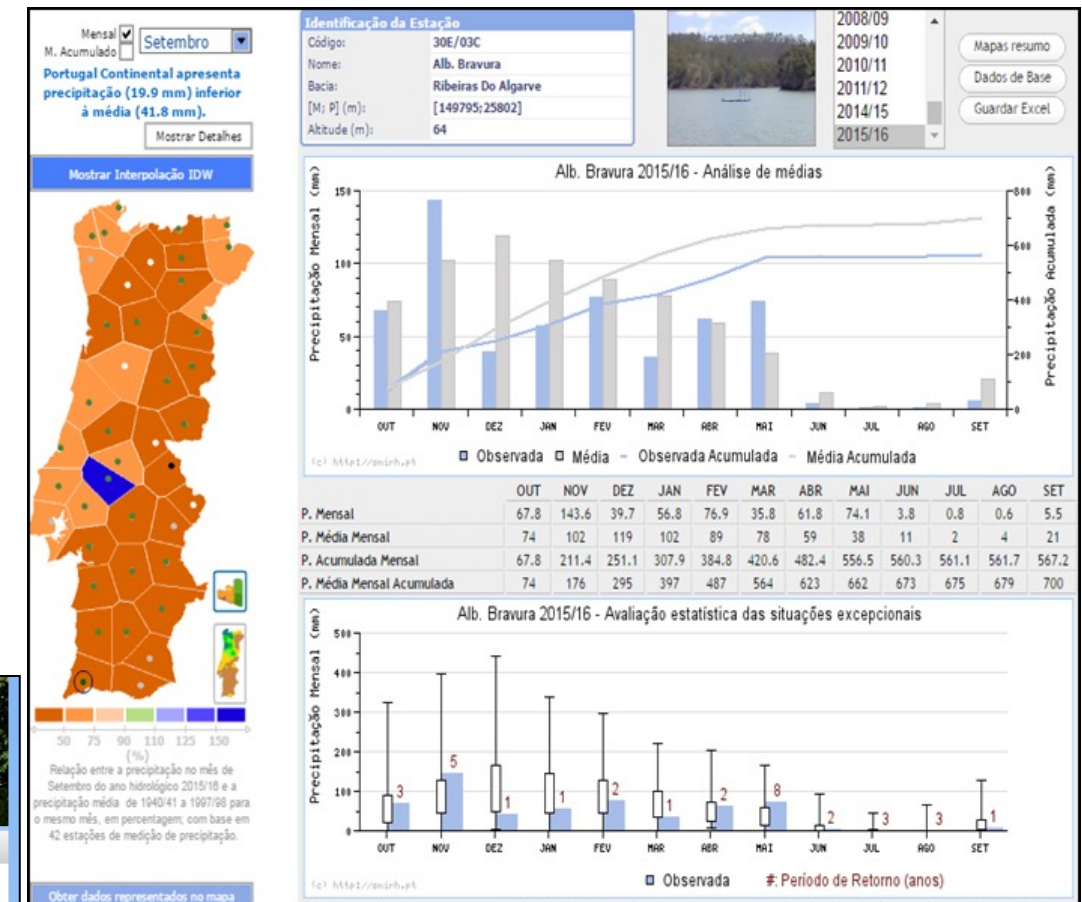 Mensal
M. Acumulado
Setembro
Portugal Continental apresenta
precipitação (19.9 mm) inferior
à média (41.8 mm).
Mostrar Detalhes
Mostrar Interpolação IDW
50 75 90 110 125 150
(%)
Relação entre a precipitação no mês de
Setembro do ano hidrológico 2015/16 e a
precipitação média de 1940/41 a 1997/98 para
o mesmo mês, em percentagem; com base em
42 estações de medição de precipitação.
Obter dados representados no mapa
Identificação da Estação
Código: 30E/03C
Nome: Alb. Bravura
Bacia: Ribeiras Do Algarve
[M; P] (m): [149795;25802]
Altitude (m): 64
2008/09
2009/10
2010/11
2011/12
2014/15
2015/16
Mapas resumo
Dados de Base
Guardar Excel
Alb. Bravura 2015/16 - Análise de médias
Precipitação Mensal (mm)
150
100
50
0
800
600
400
200
0
Precipitação Acumulada (mm)
OUT NOV DEZ JAN FEV MAR ABR MAI JUN JUL AGO SET
(c) http://snirh.pt
Observada Média Observada Acumulada Média Acumulada
OUT NOV DEZ JAN FEV MAR ABR MAI JUN JUL AGO SET
P. Mensal 67.8 143.6 39.7 56.8 76.9 35.8 61.8 74.1 3.8 0.8 0.6 5.5
P. Média Mensal 74 102 119 102 89 78 59 38 11 2 4 21
P. Acumulada Mensal 67.8 211.4 251.1 307.9 384.8 420.6 482.4 556.5 560.3 561.1 561.7 567.2
P. Média Mensal Acumulada 74 176 295 397 487 564 623 662 673 675 679 700
Alb. Bravura 2015/16 - Avaliação estatística das situações excepcionais
Precipitação Mensal (mm)
500
400
300
200
100
0
3 5 1 1 2 1 2 8 2 3 3 1
OUT NOV DEZ JAN FEV MAR ABR MAI JUN JUL AGO SET
(c) http://snirh.pt
Observada #: Período de Retorno (anos)